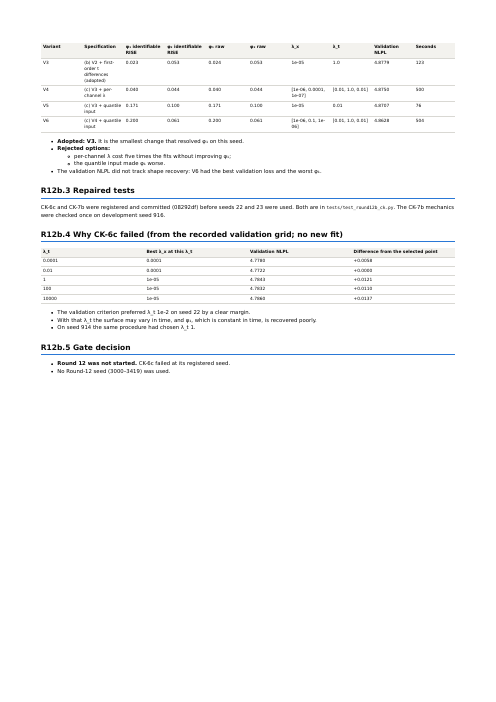 Variant Specification φ₁ identifiable RISE φ₂ identifiable RISE φ₁ raw φ₂ raw λ_x λ_t Validation NLPL Seconds
V3 (b) V2 + first-order t differences (adopted) 0.023 0.053 0.024 0.053 1e-05 1.0 4.8779 123
V4 (c) V3 + per-channel λ 0.040 0.044 0.040 0.044 [1e-06, 0.0001, 1e-07] [0.01, 1.0, 0.01] 4.8750 500
V5 (c) V3 + quantile input 0.171 0.100 0.171 0.100 1e-05 0.01 4.8707 76
V6 (c) V4 + quantile input 0.200 0.061 0.200 0.061 [1e-06, 0.1, 1e-06] [0.01, 1.0, 0.01] 4.8628 504
• Adopted: V3. It is the smallest change that resolved on this seed.
• Rejected options:
per-channel λ cost five times the fits without improving
the quantile input made worse.
• The validation NLPL did not track shape recovery: V6 had the best validation loss and the worst
R12b.3 Repaired tests
CK-6c and CK-7b were registered and committed (08292df) before seeds 22 and 23 were used. Both are in tests/test_round12b_ck.py. The CK-7b mechanics
were checked once on development seed 916.
R12b.4 Why CK-6c failed (from the recorded validation grid; no new fit)
λ_t Best λ_x at this λ_t Validation NLPL Difference from the selected point
0.0001 0.0001 4.7780 +0.0058
0.01 0.0001 4.7722 +0.0000
1 1e-05 4.7843 +0.0121
100 1e-05 4.7832 +0.0110
10000 1e-05 4.7860 +0.0137
• The validation criterion preferred λ_t 1e-2 on seed 22 by a clear margin.
• With that λ_t the surface may vary in time, and which is constant in time, is recovered poorly.
• On seed 914 the same procedure had chosen λ_t 1.
R12b.5 Gate decision
• Round 12 was not started. CK-6c failed at its registered seed.
• No Round-12 seed (3000–3419) was used.